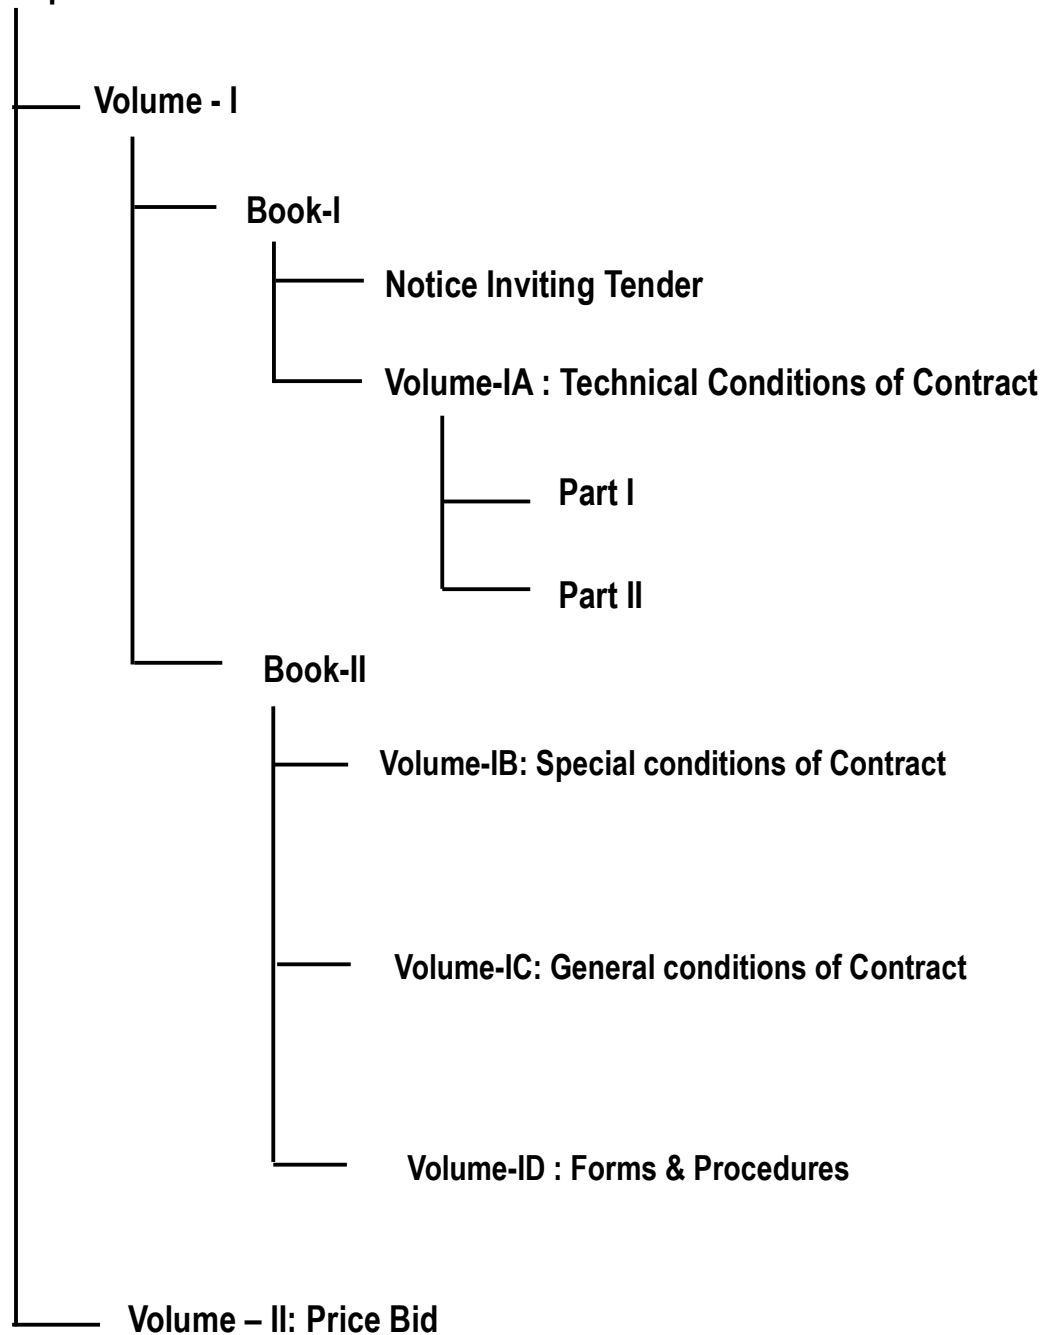 Volume - I
Book-I
Notice Inviting Tender
Volume-IA : Technical Conditions of Contract
Part I
Part II
Book-II
Volume-IB: Special conditions of Contract
Volume-IC: General conditions of Contract
Volume-ID : Forms & Procedures
Volume – II: Price Bid